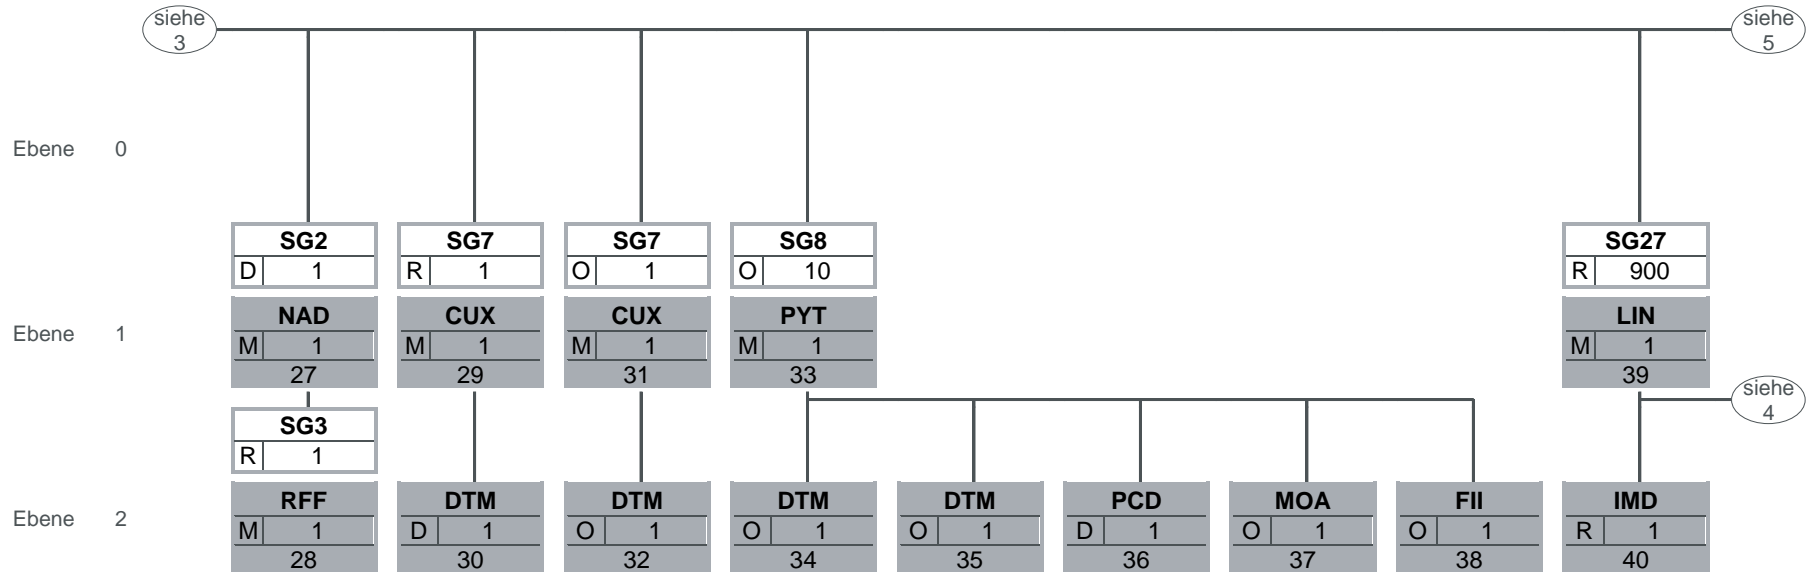 siehe
3
siehe
5
Ebene 0
SG2 SG7 SG7 SG8 SG27
D 1 R 1 O 1 O 10 R 900
Ebene 1
NAD CUX CUX PYT LIN
M 1 M 1 M 1 M 1 M 1
27 29 31 33 39
siehe
4
SG3
R 1
Ebene 2
RFF DTM DTM DTM DTM PCD MOA FII IMD
M 1 D 1 O 1 O 1 O 1 D 1 O 1 O 1 R 1
28 30 32 34 35 36 37 38 40